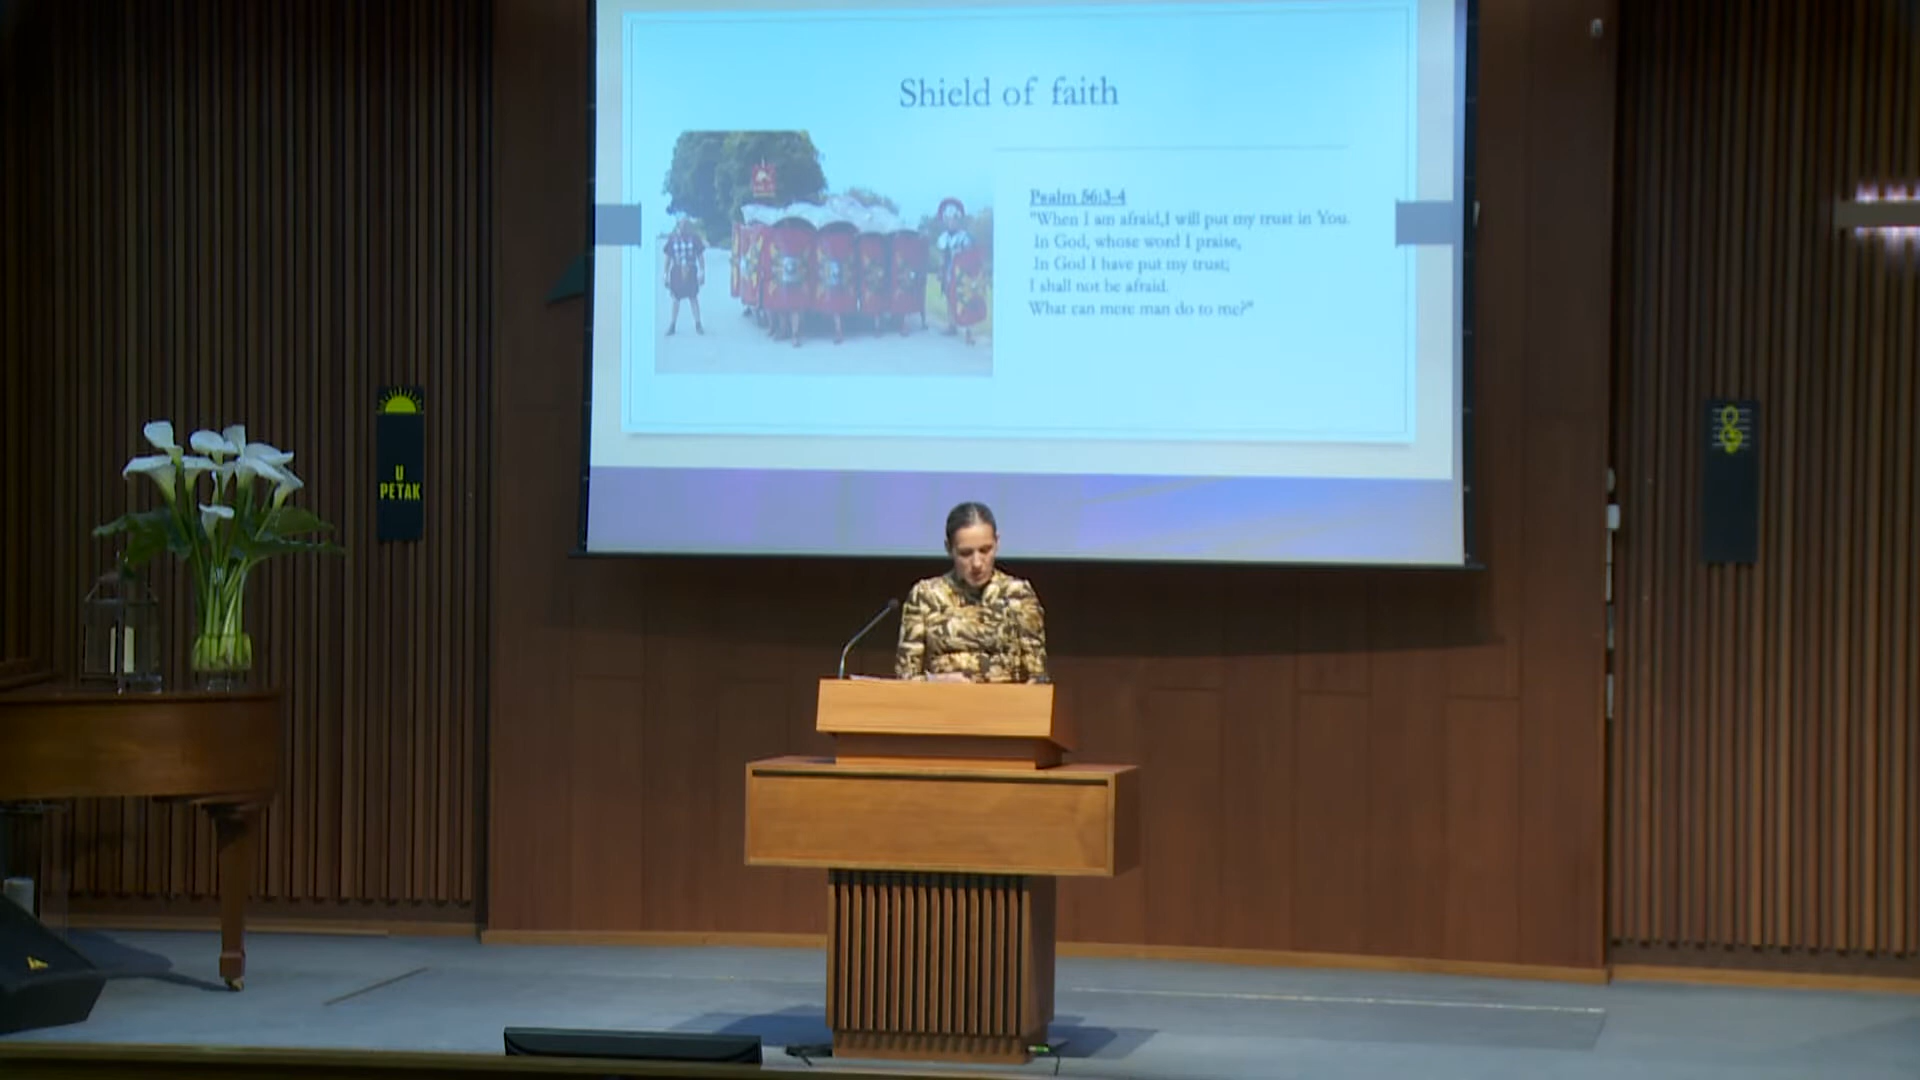 Shield of faith
Psalm 56:3-4
"When I am afraid,I will put my trust in You.
In God, whose word I praise,
In God I have put my trust;
I shall not be afraid.
What can mere man do to me?"
U
PETAK